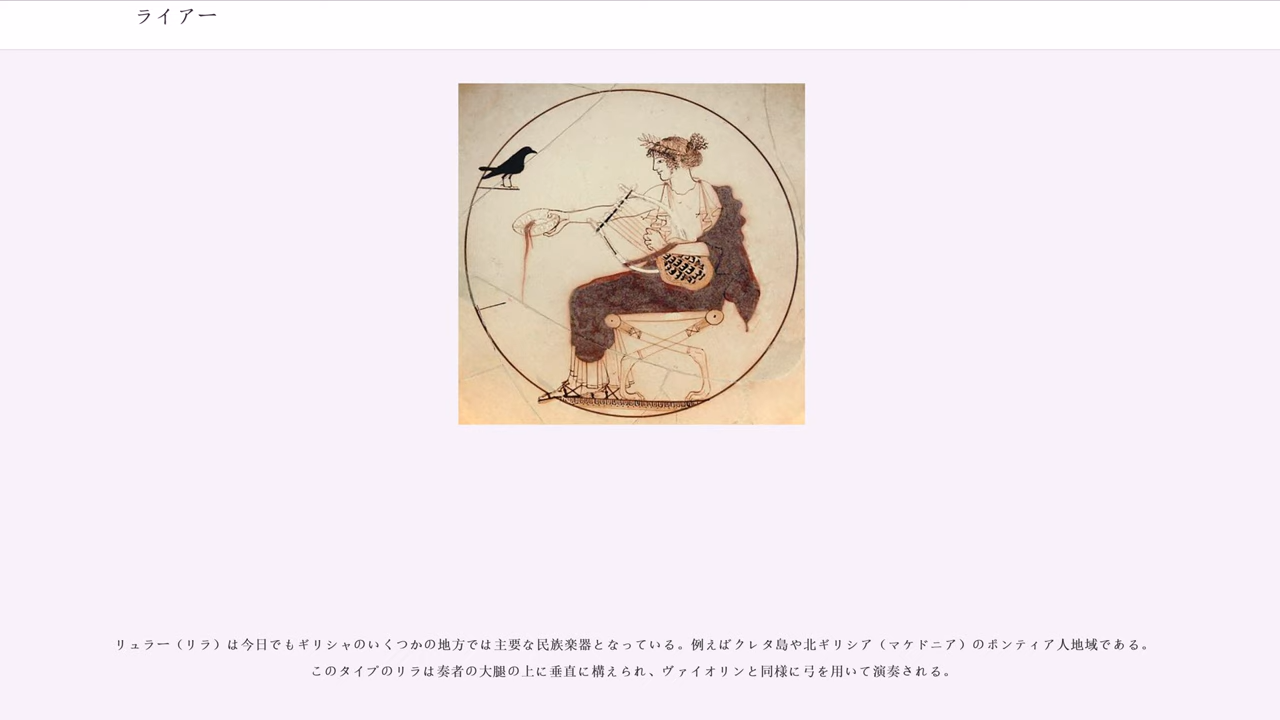 ライアー
リュラー（リラ）は今日でもギリシャのいくつかの地方では主要な民族楽器となっている。例えばクレタ島や北ギリシア（マケドニア）のポンティア人地域である。
このタイプのリラは奏者の大腿の上に垂直に構えられ、ヴァイオリンと同様に弓を用いて演奏される。